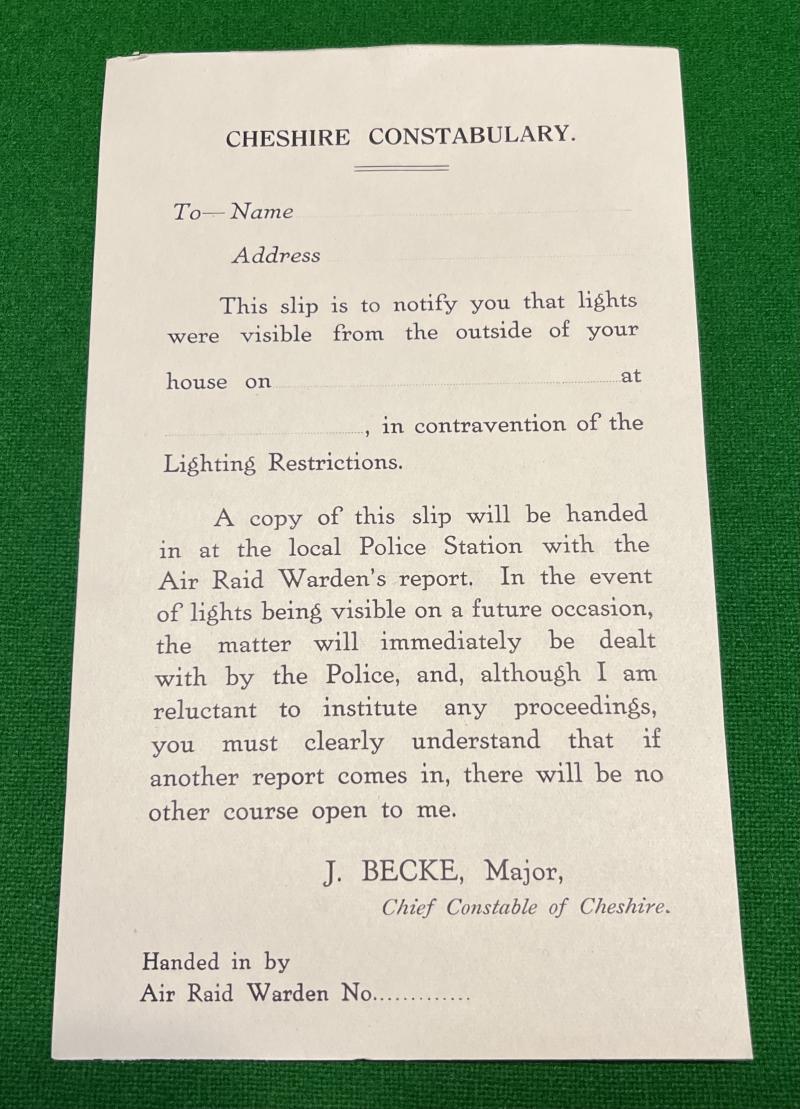 CHESHIRE CONSTABULARY.
To— Name
Address
This slip is to notify you that lights
were visible from the outside of your
house on ........ at
........, in contravention of the
Lighting Restrictions.
A copy of this slip will be handed
in at the local Police Station with the
Air Raid Warden's report. In the event
of lights being visible on a future occasion,
the matter will immediately be dealt
with by the Police, and, although I am
reluctant to institute any proceedings,
you must clearly understand that if
another report comes in, there will be no
other course open to me.
J. BECKE, Major,
Chief Constable of Cheshire.
Handed in by
Air Raid Warden No.............